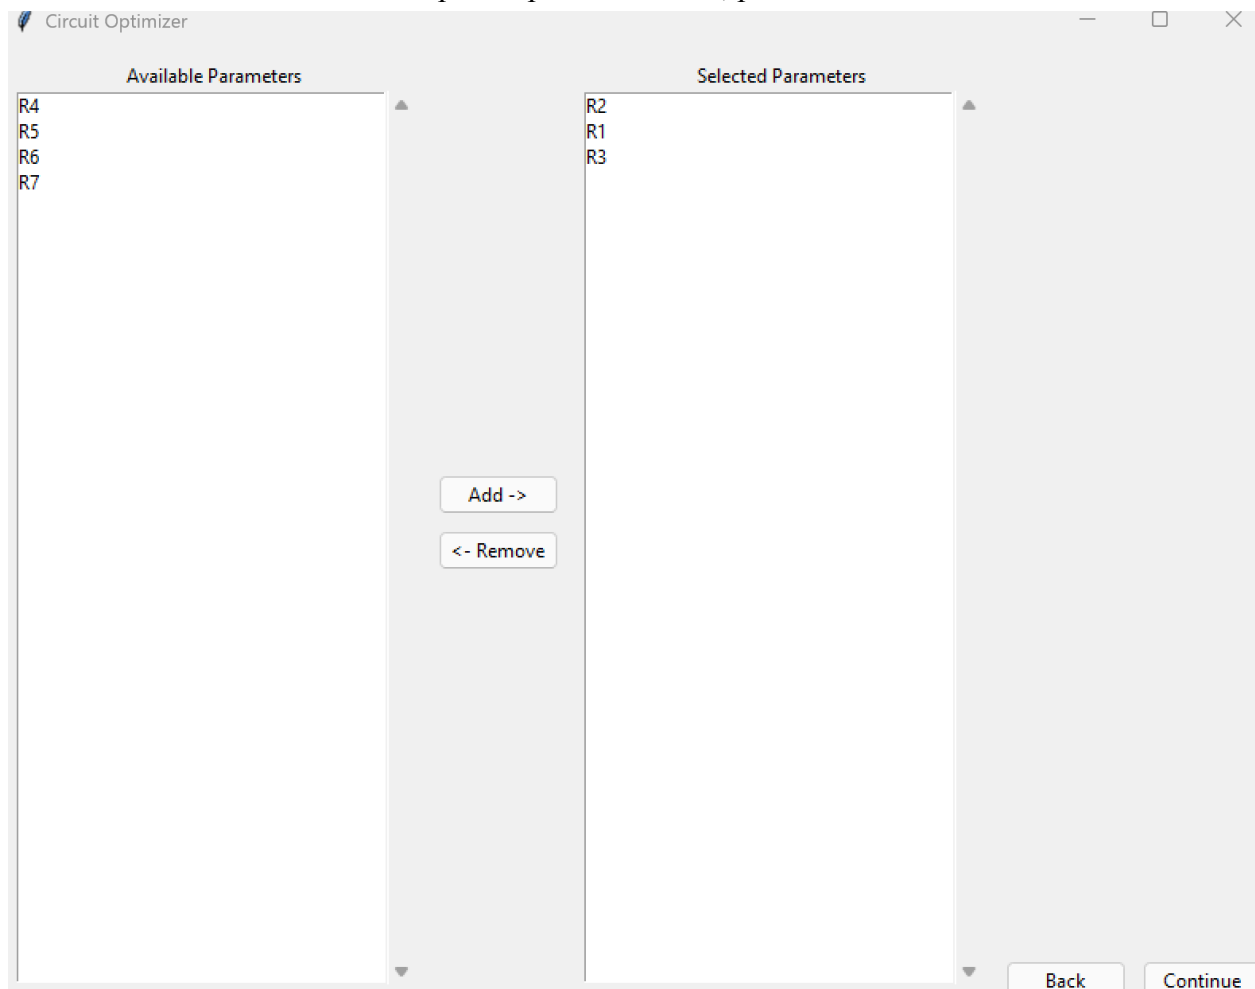 Circuit Optimizer
Available Parameters
R4
R5
R6
R7
Add ->
<- Remove
Selected Parameters
R2
R1
R3
Back
Continue